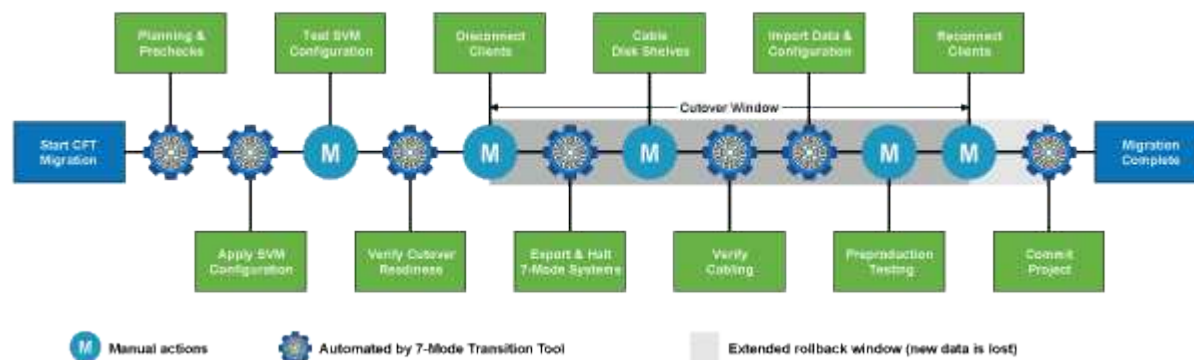 Planning &
Prechecks
Test SVM
Configuration
Disconnect
Clients
Cable
Disk Shelves
Import Data &
Configuration
Reconnect
Clients
Cutover Window
Start CFT
Migration
M
M
M
M
M
Migration
Complete
Apply SVM
Configuration
Verify Cutover
Readiness
Export & Halt
7-Mode Systems
Verify
Cabling
Preproduction
Testing
Commit
Project
M Manual actions
Automated by 7-Mode Transition Tool
Extended rollback window (new data is lost)